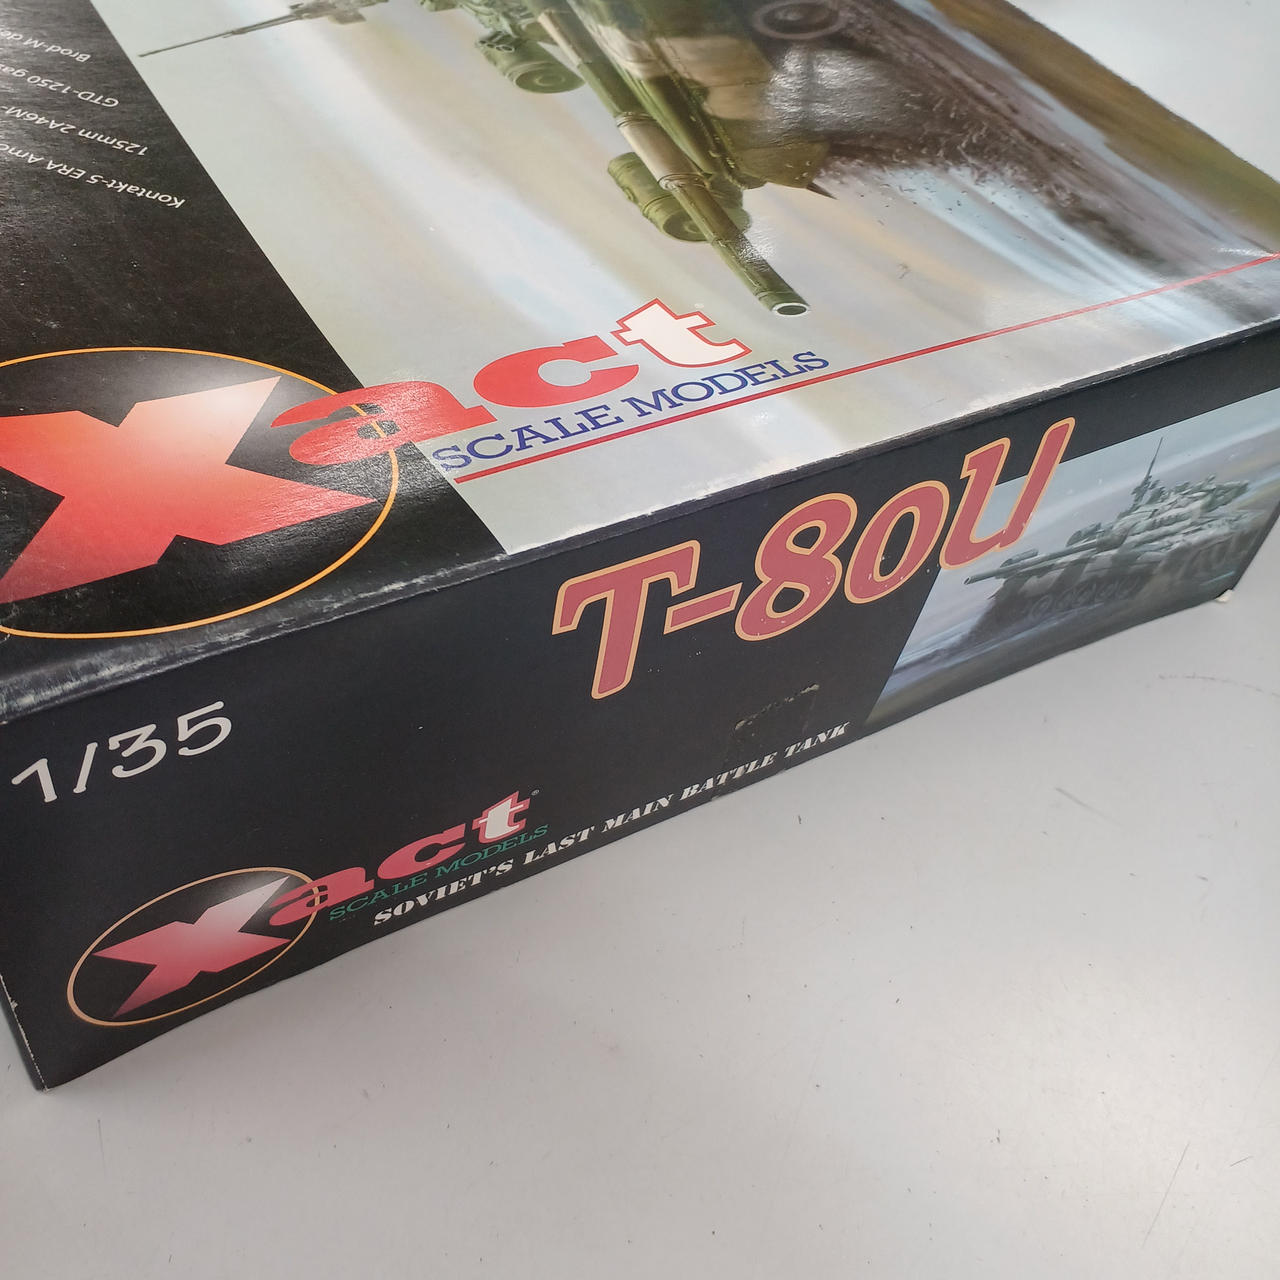 Kontakt-5 ERA
125mm 2A46M-
GTD-1250
Brod-M
Xact
SCALE MODELS
T-80U
1/35
Xact
SCALE MODELS
SOVIET'S LAST MAIN BATTLE TANK